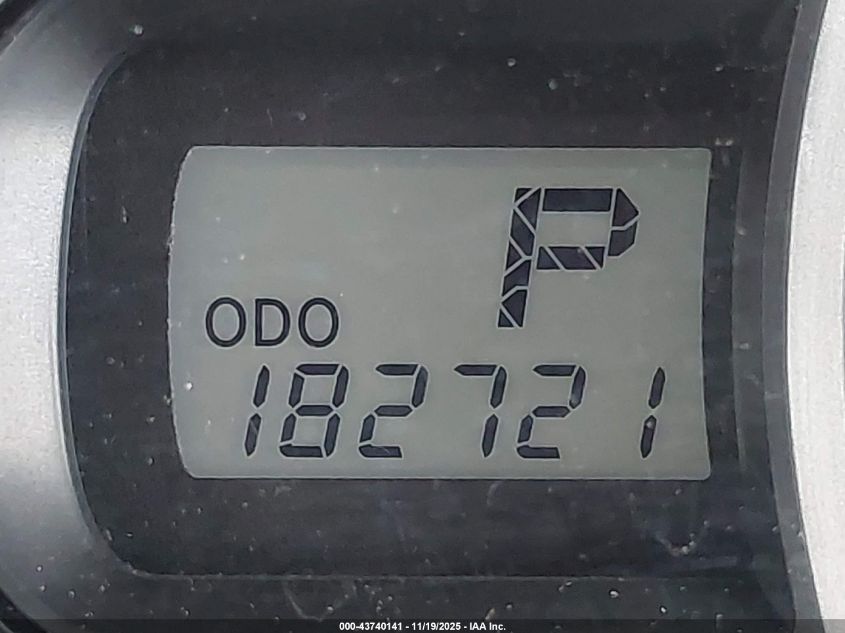 P
ODO
182721
000-43740141 - 11/19/2025 - IAA Inc.